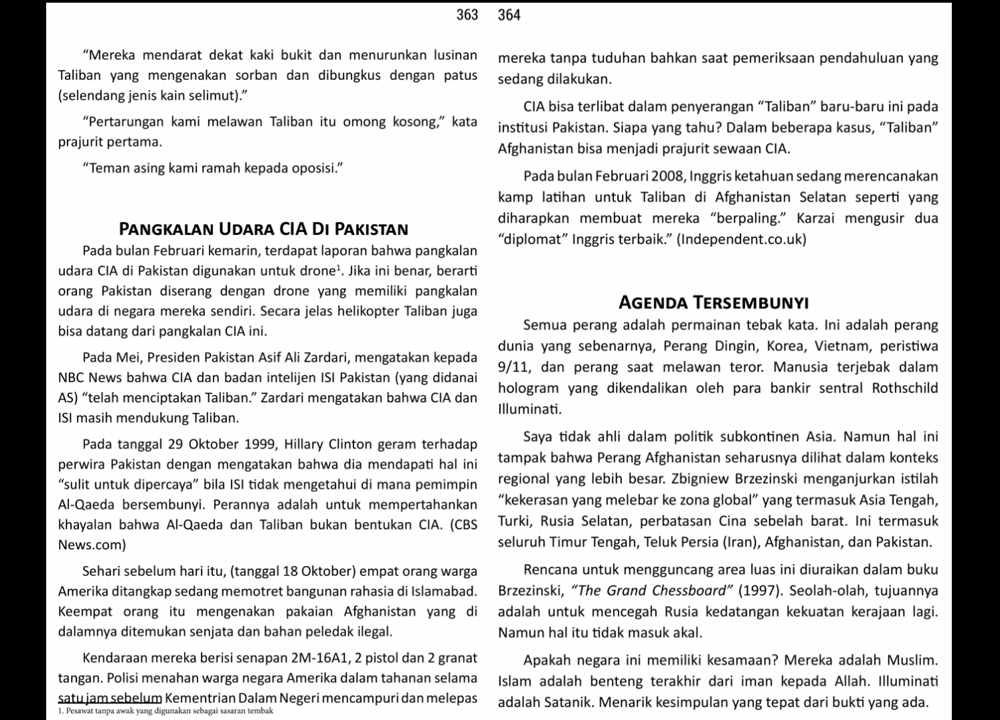 363
“Mereka mendarat dekat kaki bukit dan menurunkan lusinan
Taliban yang mengenakan sorban dan dibungkus dengan patus
(selendang jenis kain selimut).”
“Pertarungan kami melawan Taliban itu omong kosong,” kata
prajurit pertama.
“Teman asing kami ramah kepada oposisi.”
PANGKALAN UDARA CIA DI PAKISTAN
Pada bulan Februari kemarin, terdapat laporan bahwa pangkalan
udara CIA di Pakistan digunakan untuk drone¹. Jika ini benar, berarti
orang Pakistan diserang dengan drone yang memiliki pangkalan
udara di negara mereka sendiri. Secara jelas helikopter Taliban juga
bisa datang dari pangkalan CIA ini.
Pada Mei, Presiden Pakistan Asif Ali Zardari, mengatakan kepada
NBC News bahwa CIA dan badan intelijen ISI Pakistan (yang didanai
AS) “telah menciptakan Taliban.” Zardari mengatakan bahwa CIA dan
ISI masih mendukung Taliban.
Pada tanggal 29 Oktober 1999, Hillary Clinton geram terhadap
perwira Pakistan dengan mengatakan bahwa dia mendapati hal ini
“sulit untuk dipercaya” bila ISI tidak mengetahui di mana pemimpin
Al-Qaeda bersembunyi. Perannya adalah untuk mempertahankan
khayalan bahwa Al-Qaeda dan Taliban bukan bentukan CIA. (CBS
News.com)
Sehari sebelum hari itu, (tanggal 18 Oktober) empat orang warga
Amerika ditangkap sedang memotret bangunan rahasia di Islamabad.
Keempat orang itu mengenakan pakaian Afghanistan yang di
dalamnya ditemukan senjata dan bahan peledak ilegal.
Kendaraan mereka berisi senapan 2M-16A1, 2 pistol dan 2 granat
tangan. Polisi menahan warga negara Amerika dalam tahanan selama
satu jam sebelum Kementrian Dalam Negeri mencampuri dan melepas
1. Pesawat tanpa awak yang digunakan sebagai sasaran tembak
364
mereka tanpa tuduhan bahkan saat pemeriksaan pendahuluan yang
sedang dilakukan.
CIA bisa terlibat dalam penyerangan “Taliban” baru-baru ini pada
institusi Pakistan. Siapa yang tahu? Dalam beberapa kasus, “Taliban”
Afghanistan bisa menjadi prajurit sewaan CIA.
Pada bulan Februari 2008, Inggris ketahuan sedang merencanakan
kamp latihan untuk Taliban di Afghanistan Selatan seperti yang
diharapkan membuat mereka “berpaling.” Karzai mengusir dua
“diplomat” Inggris terbaik.” (Independent.co.uk)
AGENDA TERSEMBUNYI
Semua perang adalah permainan tebak kata. Ini adalah perang
dunia yang sebenarnya, Perang Dingin, Korea, Vietnam, peristiwa
9/11, dan perang saat melawan teror. Manusia terjebak dalam
hologram yang dikendalikan oleh para bankir sentral Rothschild
Illuminati.
Saya tidak ahli dalam politik subkontinen Asia. Namun hal ini
tampak bahwa Perang Afghanistan seharusnya dilihat dalam konteks
regional yang lebih besar. Zbigniew Brzezinski menganjurkan istilah
“kekerasan yang melebar ke zona global” yang termasuk Asia Tengah,
Turki, Rusia Selatan, perbatasan Cina sebelah barat. Ini termasuk
seluruh Timur Tengah, Teluk Persia (Iran), Afghanistan, dan Pakistan.
Rencana untuk mengguncang area luas ini diuraikan dalam buku
Brzezinski, “The Grand Chessboard” (1997). Seolah-olah, tujuannya
adalah untuk mencegah Rusia kedatangan kekuatan kerajaan lagi.
Namun hal itu tidak masuk akal.
Apakah negara ini memiliki kesamaan? Mereka adalah Muslim.
Islam adalah benteng terakhir dari iman kepada Allah. Illuminati
adalah Satanik. Menarik kesimpulan yang tepat dari bukti yang ada.